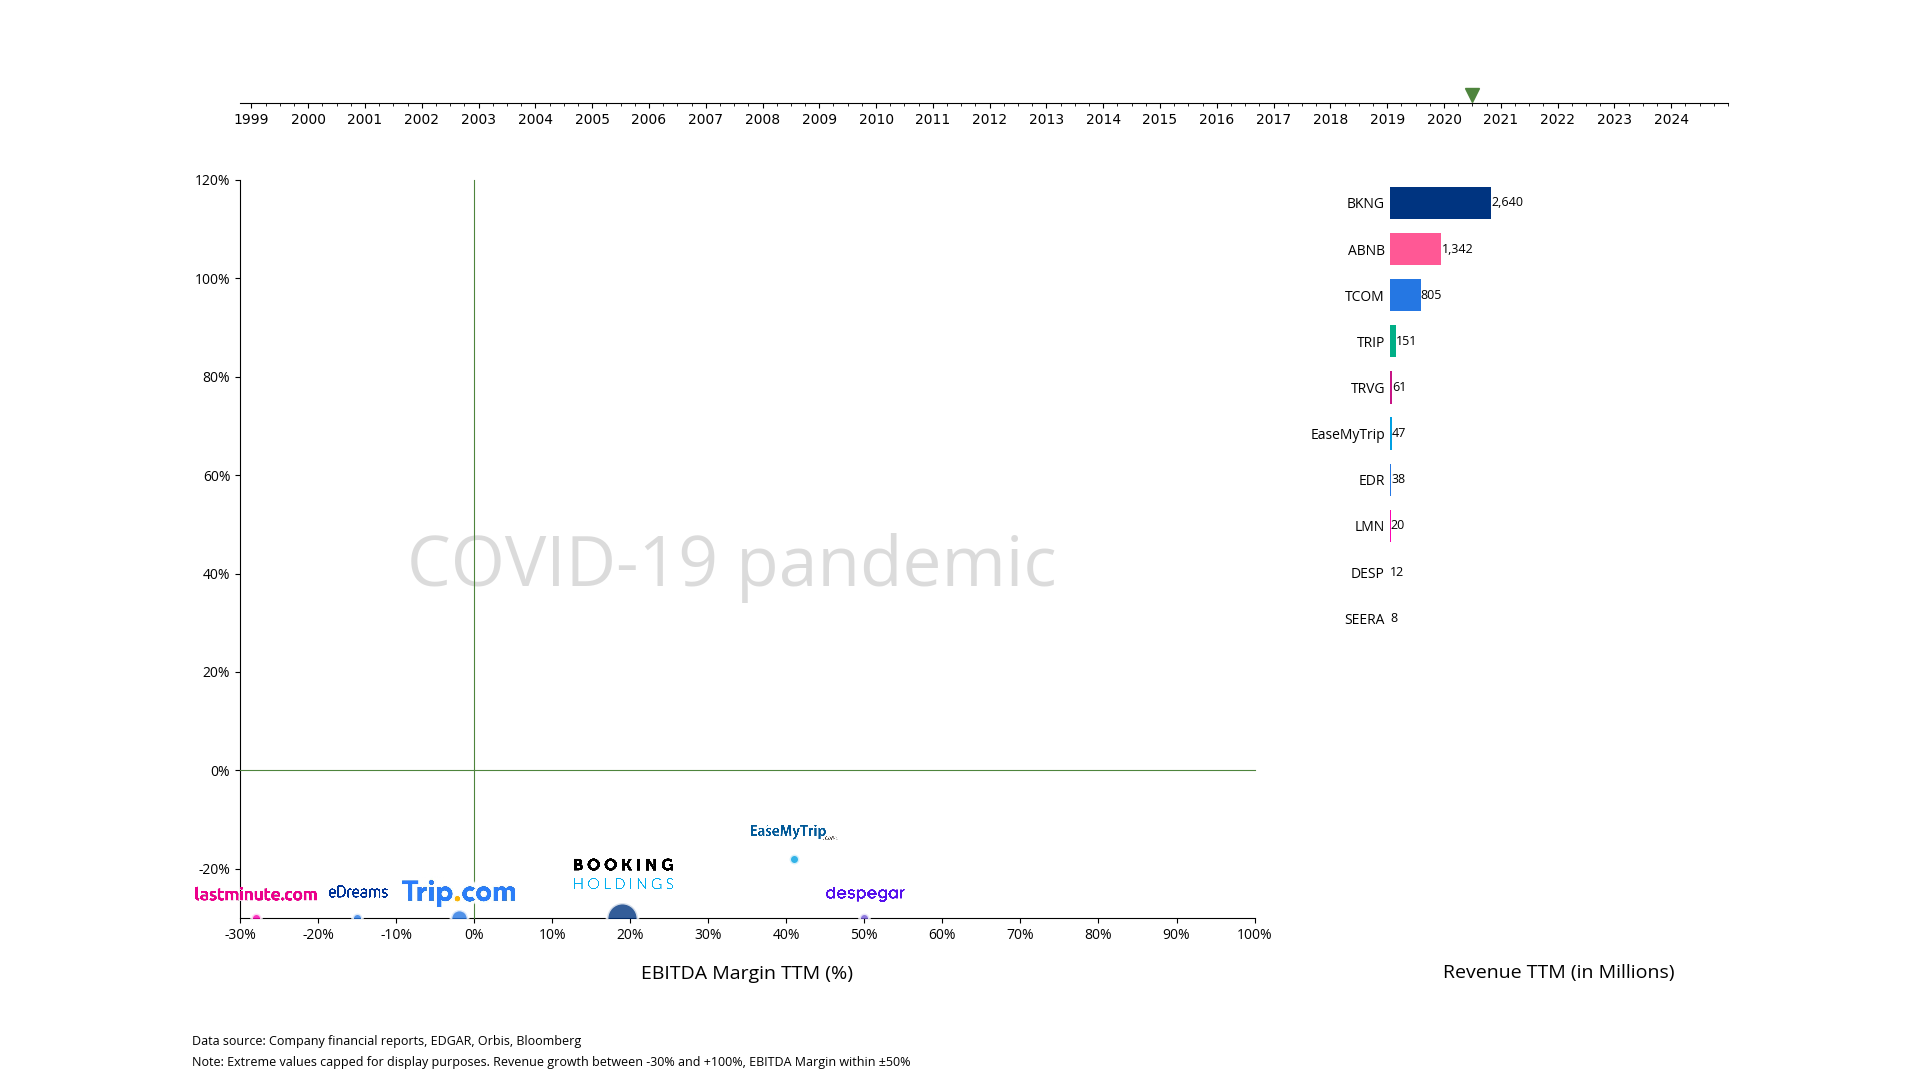 1999 2000 2001 2002 2003 2004 2005 2006 2007 2008 2009 2010 2011 2012 2013 2014 2015 2016 2017 2018 2019 2020 2021 2022 2023 2024
120%
100%
80%
60%
40%
20%
0%
-20%
COVID-19 pandemic
EaseMyTrip.com
BOOKING
HOLDINGS
lastminute.com
eDreams
Trip.com
despegar
-30% -20% -10% 0% 10% 20% 30% 40% 50% 60% 70% 80% 90% 100%
EBITDA Margin TTM (%)
BKNG 2,640
ABNB 1,342
TCOM 805
TRIP 151
TRVG 61
EaseMyTrip 47
EDR 38
LMN 20
DESP 12
SEERA 8
Revenue TTM (in Millions)
Data source: Company financial reports, EDGAR, Orbis, Bloomberg
Note: Extreme values capped for display purposes. Revenue growth between -30% and +100%, EBITDA Margin within ±50%